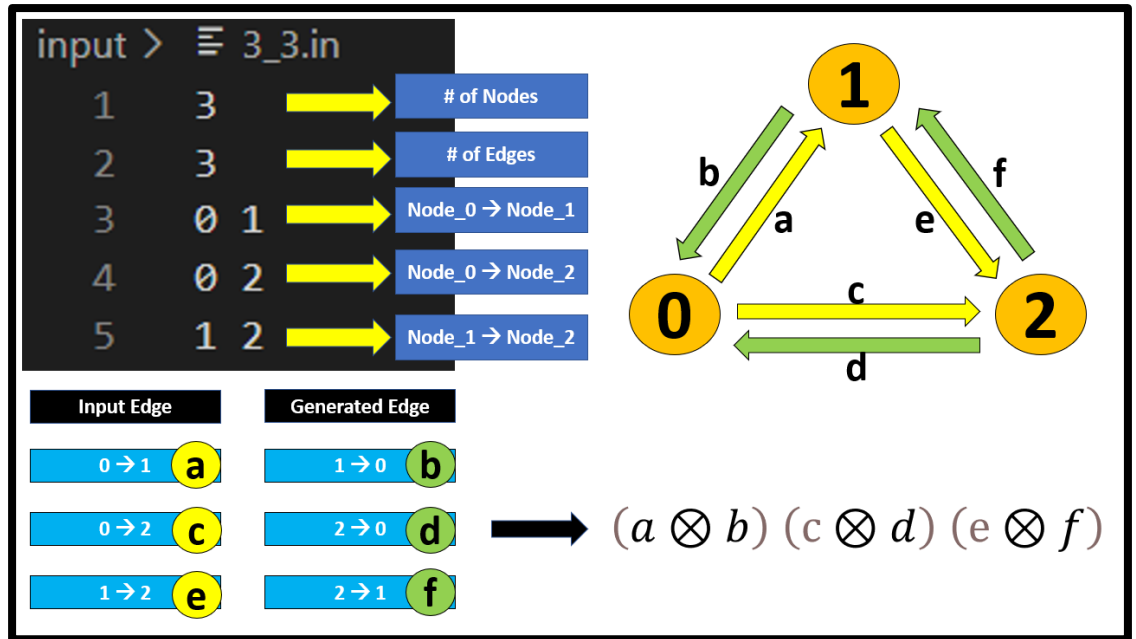 input > 3_3.in
1 3
# of Nodes
2 3
# of Edges
3 0 1
Node_0 → Node_1
4 0 2
Node_0 → Node_2
5 1 2
Node_1 → Node_2
1
b
a
e
f
0
c
2
d
Input Edge
Generated Edge
0 → 1 a
1 → 0 b
0 → 2 c
2 → 0 d
(a ⊗ b) (c ⊗ d) (e ⊗ f)
1 → 2 e
2 → 1 f